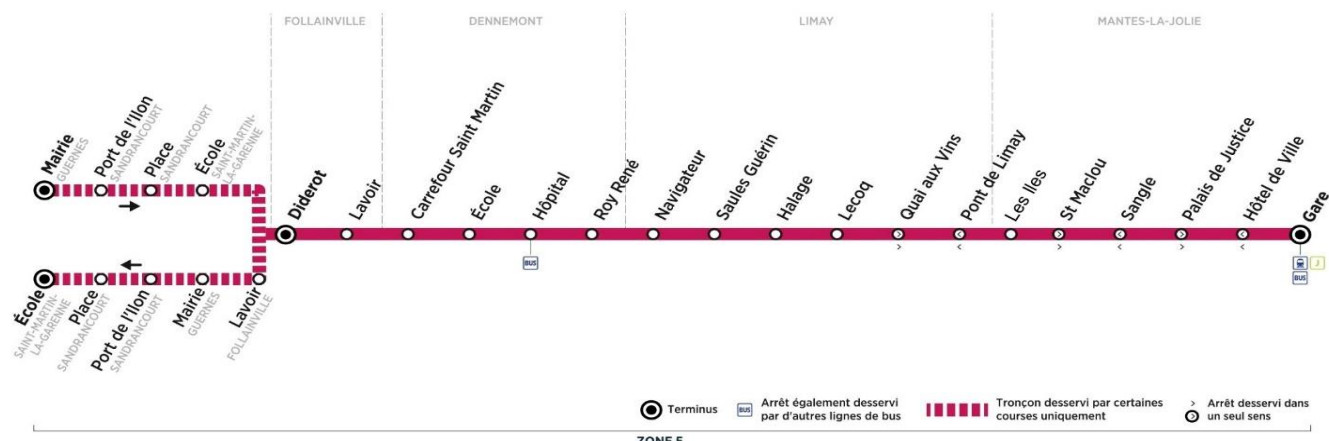 FOLLAINVILLE
DENNEMONT
LIMAY
MANTES-LA-JOLIE
Mairie
GUERNES
Port de l'Ilon
SANDRANCOURT
Place
SANDRANCOURT
École
SAINT-MARTIN-
LA-GARENNE
Diderot
Lavoir
Carrefour Saint Martin
École
Hôpital
Roy René
Navigateur
Saules Guérin
Halage
Lecoq
Quai aux Vins
Pont de Limay
Les Iles
St Maclou
Sangle
Palais de Justice
Hôtel de Ville
Gare
BUS
J
BUS
École
SAINT-MARTIN-
LA-GARENNE
Place
SANDRANCOURT
Port de l'Ilon
SANDRANCOURT
Mairie
GUERNES
Lavoir
FOLLAINVILLE
Terminus
BUS
Arrêt également desservi
par d'autres lignes de bus
Tronçon desservi par certaines
courses uniquement
Arrêt desservi dans
un seul sens
ZONE 5